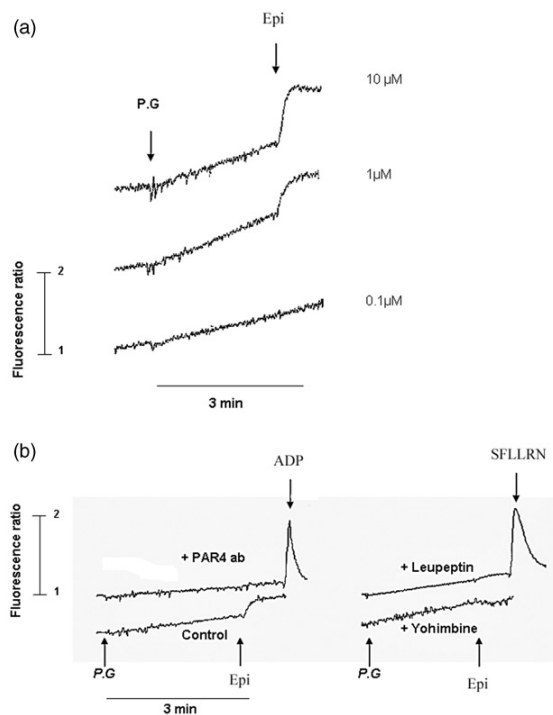 (a)
Epi
10 µM
P.G
1µM
2
0.1µM
1
Fluorescence ratio
3 min
(b)
ADP
SFLLRN
2
+ PAR4 ab
+ Leupeptin
1
Control
+ Yohimbine
Fluorescence ratio
P.G
Epi
P.G
Epi
3 min